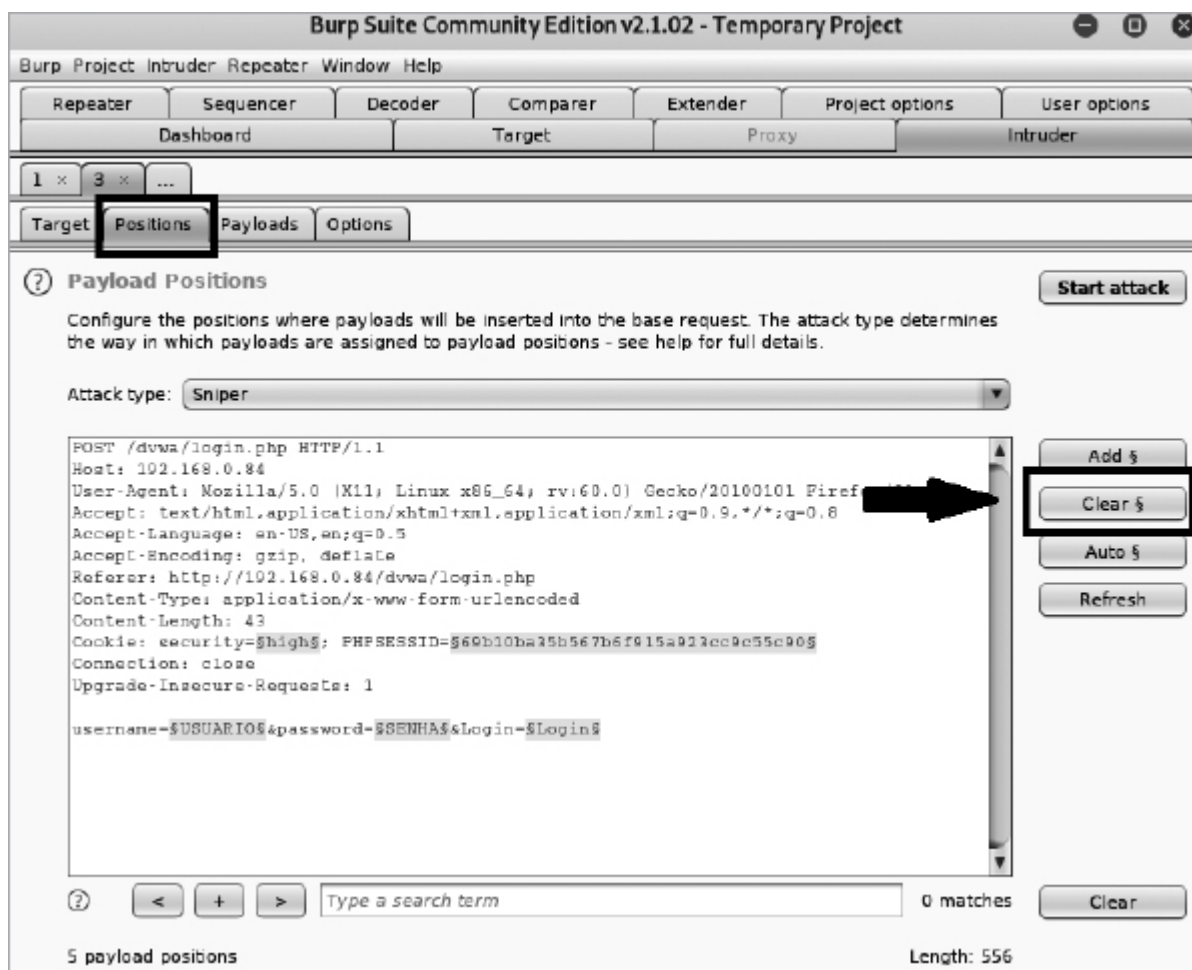 Burp Suite Community Edition v2.1.02 - Temporary Project
Burp Project Intruder Repeater Window Help
Repeater Sequencer Decoder Comparer Extender Project options User options
Dashboard Target Proxy Intruder
1 × 3 × ...
Target Positions Payloads Options
? Payload Positions
Start attack
Configure the positions where payloads will be inserted into the base request. The attack type determines
the way in which payloads are assigned to payload positions - see help for full details.
Attack type: Sniper
POST /dvwa/login.php HTTP/1.1
Host: 192.168.0.84
User-Agent: Mozilla/5.0 (X11; Linux x86_64; rv:60.0) Gecko/20100101
Accept: text/html,application/xhtml+xml,application/xml;q=0.9,*/*;q=0.8
Accept-Language: en-US,en;q=0.5
Accept-Encoding: gzip, deflate
Referer: http://192.168.0.84/dvwa/login.php
Content-Type: application/x-www-form-urlencoded
Content-Length: 43
Cookie: security=§high§; PHPSESSID=§69b10ba35b567b6f915a923cc9c55c90§
Connection: close
Upgrade-Insecure-Requests: 1
username=§USUARIO§&password=§SENHA§&Login=§Login§
Add §
Clear §
Auto §
Refresh
? < + > Type a search term 0 matches Clear
5 payload positions Length: 556